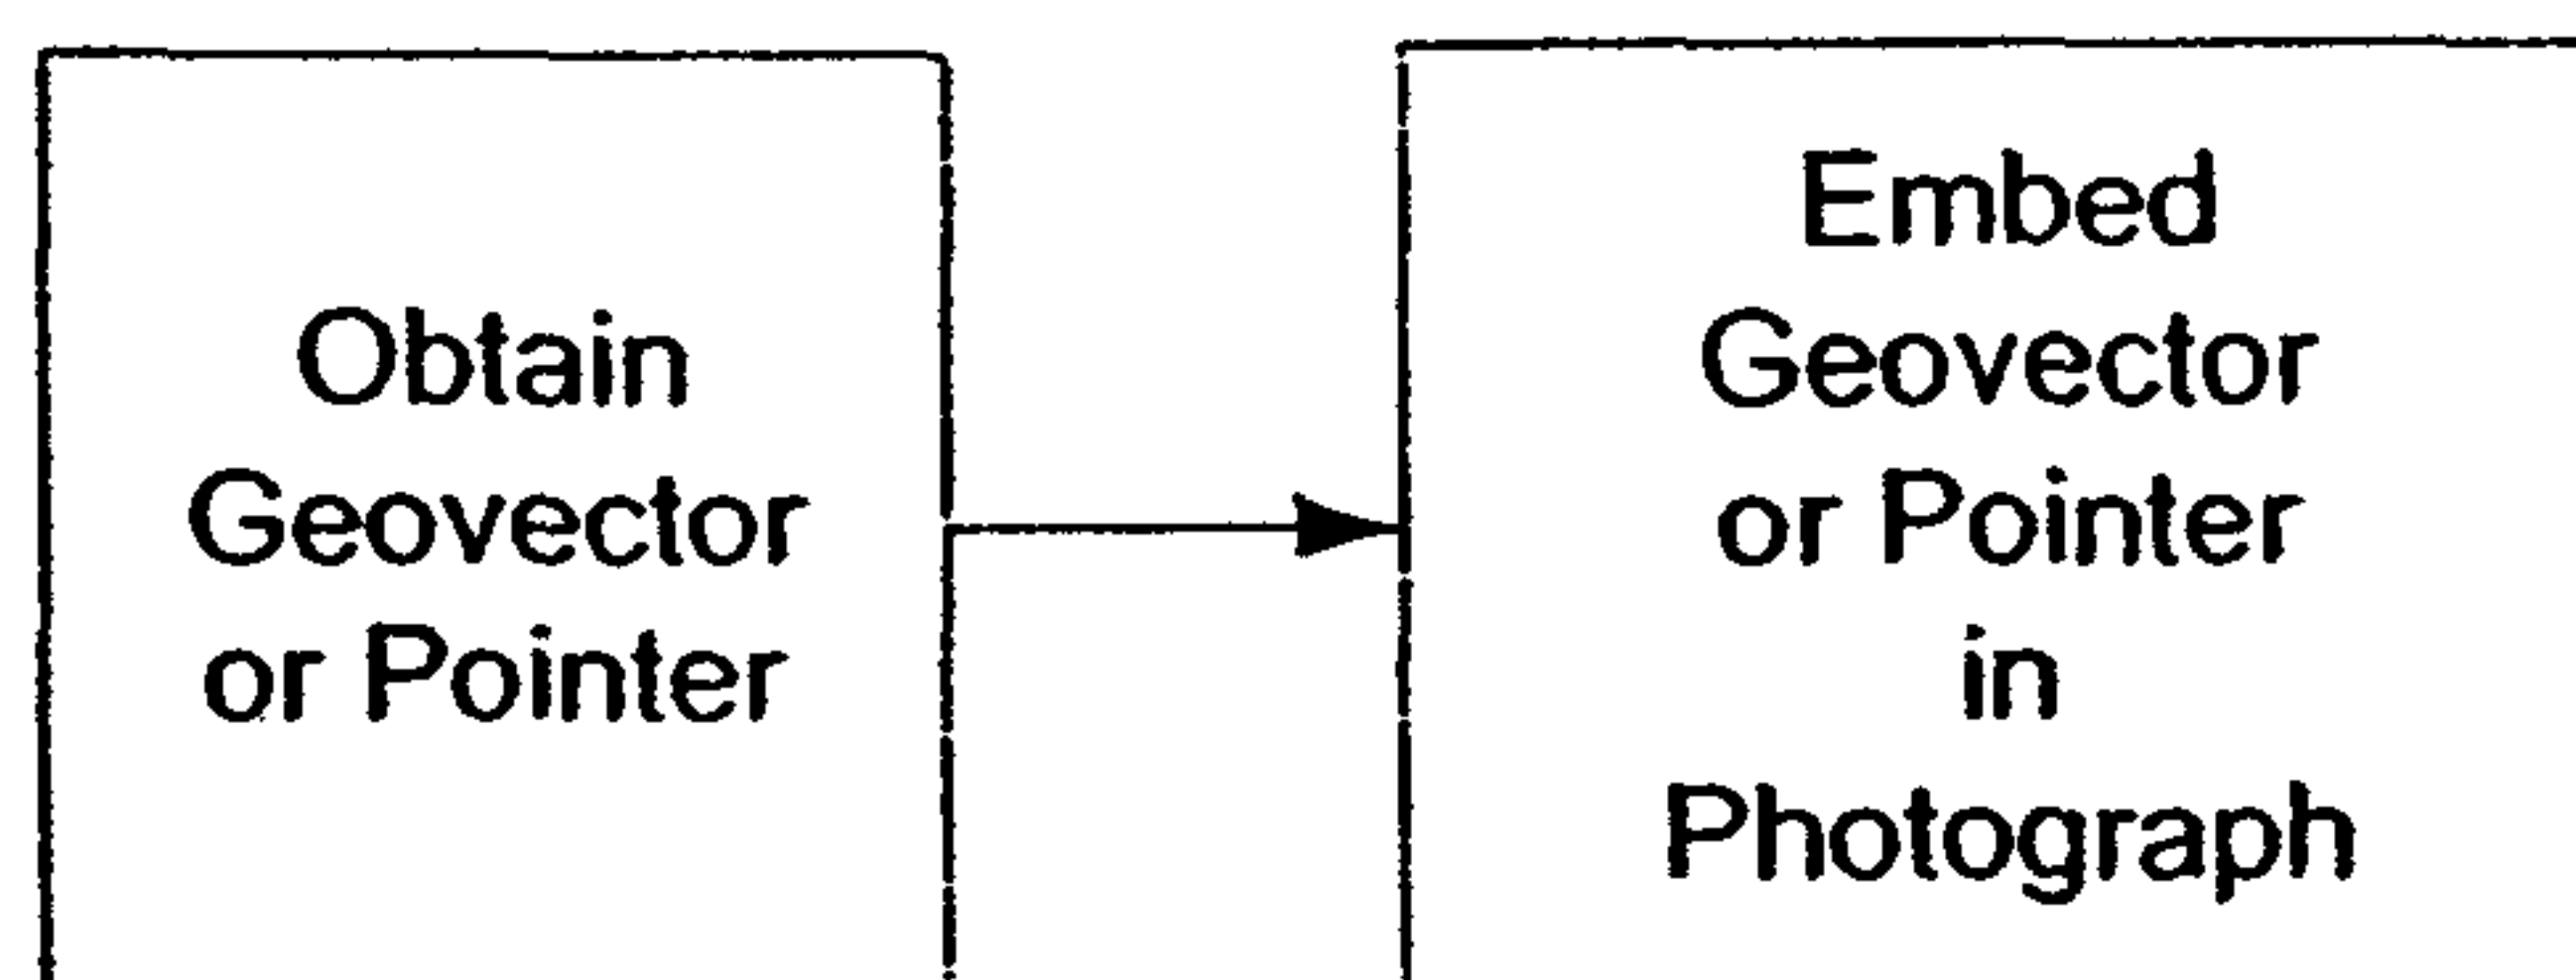 Obtain
Geovector
or Pointer
Embed
Geovector
or Pointer
in
Photograph